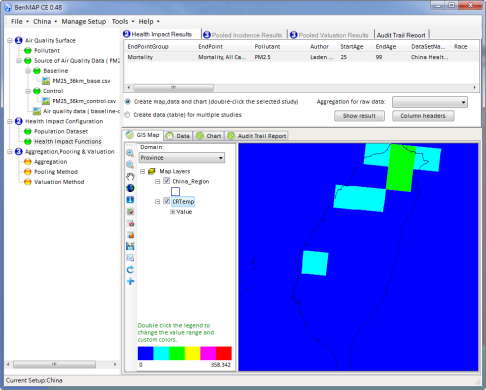 BenMAP CE 0.48
File China Manage Setup Tools Help
1 Air Quality Surface
Pollutant
Source of Air Quality Data ( PM2
Baseline
PM25_36km_base.csv
Control
PM25_36km_control.csv
Air quality data ( baseline-c
2 Health Impact Configuration
Population Dataset
Health Impact Functions
3 Aggregation,Pooling & Valuation
Aggregation
Pooling Method
Valuation Method
2 Health Impact Results 3 Pooled Incidence Results 3 Pooled Valuation Results Audit Trail Report
EndPointGroup EndPoint Pollutant Author StartAge EndAge DataSetNa... Race
Mortality Mortality, All Ca... PM2.5 Laden ... 25 99 China Healt...
Create map,data and chart (double-click the selected study) Aggregation for raw data:
Create data (table) for multiple studies Show result Column headers
GIS Map Data Chart Audit Trail Report
Domain:
Province
Map Layers
China_Region
CRTemp
Value
Double click the legend to
change the value range and
custom colors.
0 358.342
Current Setup:China